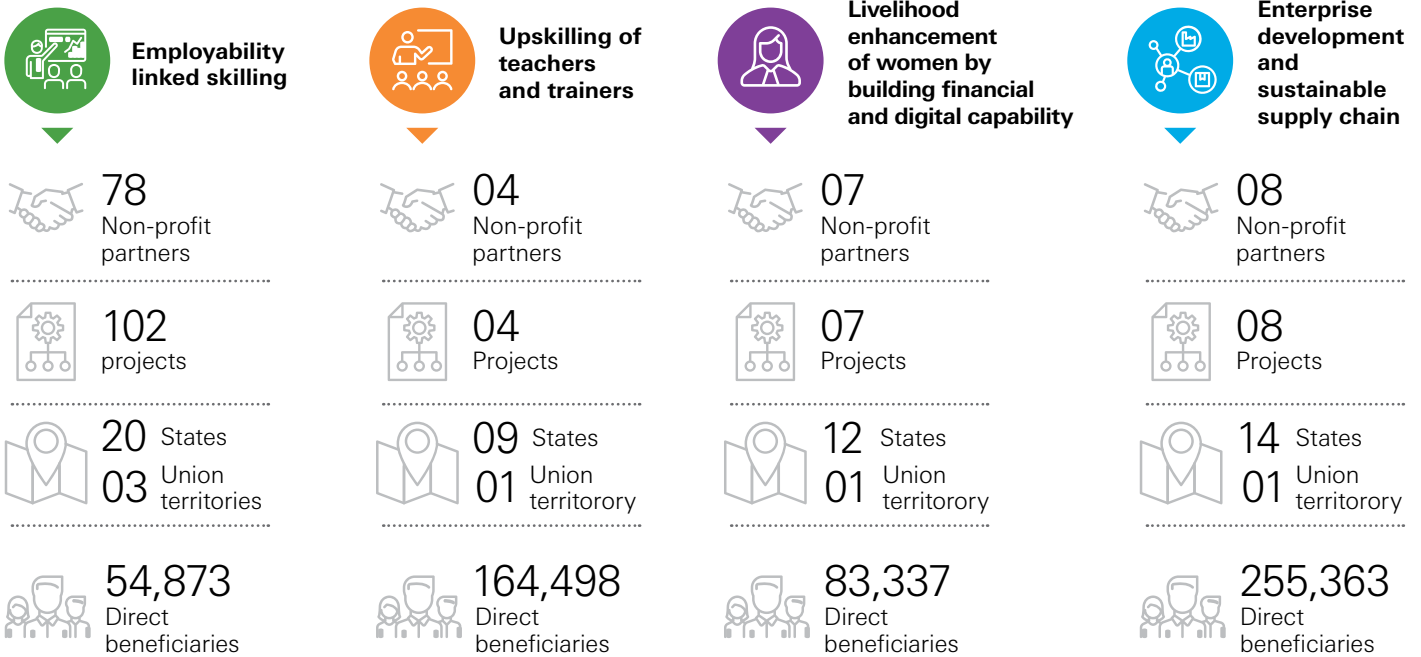 Employability
linked skilling
78
Non-profit
partners
102
projects
20 States
03 Union
territories
54,873
Direct
beneficiaries
Upskilling of
teachers
and trainers
04
Non-profit
partners
04
Projects
09 States
01 Union
territorory
164,498
Direct
beneficiaries
Livelihood
enhancement
of women by
building financial
and digital capability
07
Non-profit
partners
07
Projects
12 States
01 Union
territorory
83,337
Direct
beneficiaries
Enterprise
development
and
sustainable
supply chain
08
Non-profit
partners
08
Projects
14 States
01 Union
territorory
255,363
Direct
beneficiaries